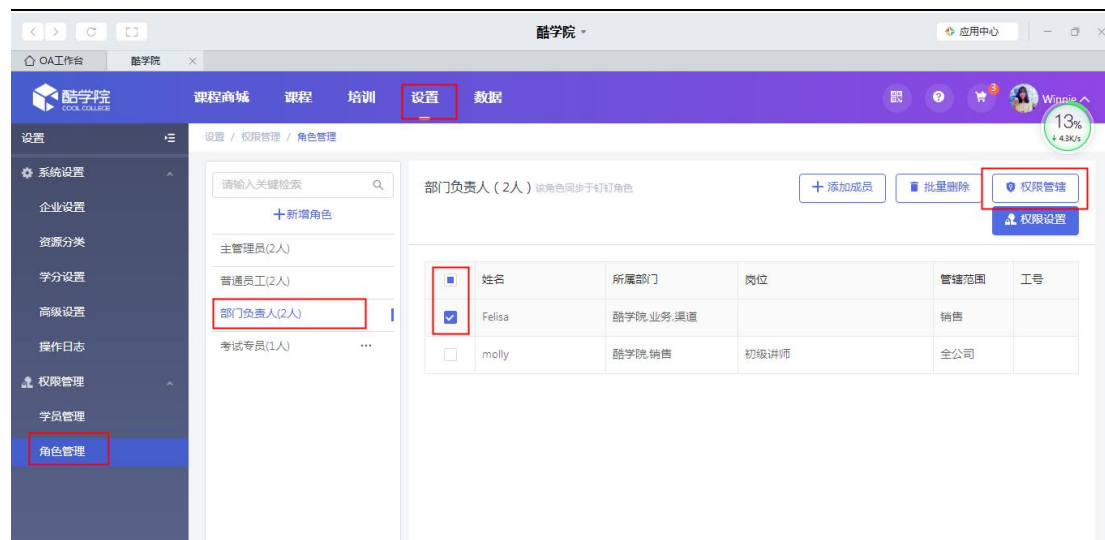 酷学院
应用中心
OA工作台 酷学院
酷学院 课程商城 课程 培训 设置 数据 3 Winnie
COOL COLLEGE
13%
4.3K/s
设置 设置 / 权限管理 / 角色管理
系统设置
企业设置
资源分类
学分设置
高级设置
操作日志
权限管理
学员管理
角色管理
请输入关键检索
+新增角色
主管理员(2人)
普通员工(2人)
部门负责人(2人)
考试专员(1人) ...
部门负责人(2人) 该角色同步于钉钉角色 +添加成员 批量删除 权限管辖
权限设置
姓名 所属部门 岗位 管辖范围 工号
Felisa 酷学院.业务.渠道 销售
molly 酷学院.销售 初级讲师 全公司